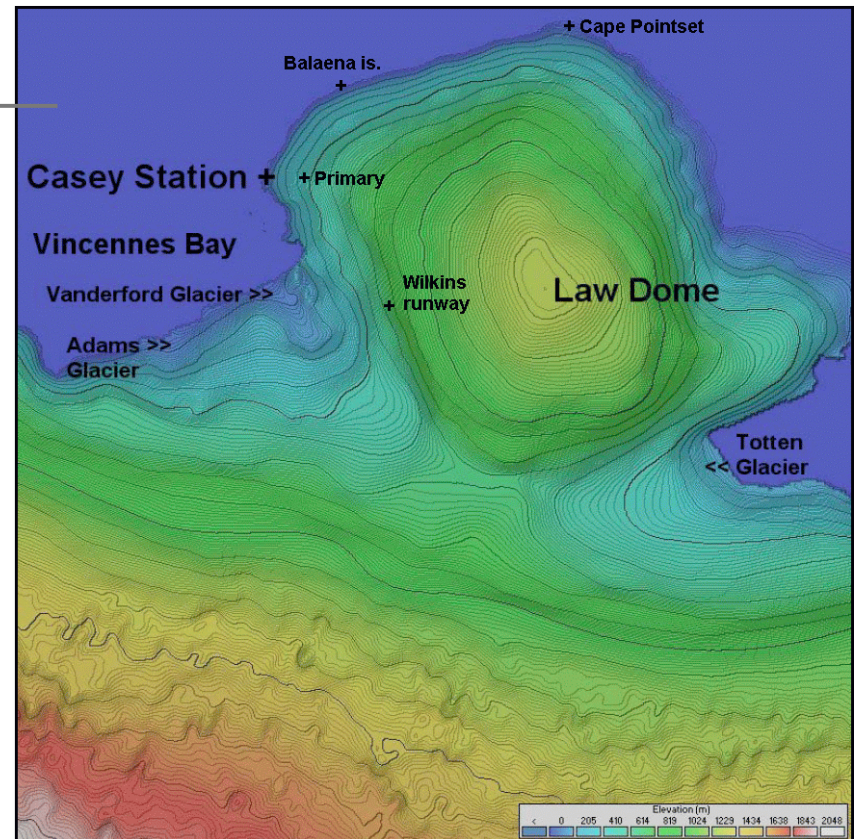 + Cape Pointset
Balaena is.
+
Casey Station +
+ Primary
Vincennes Bay
Wilkins
+ runway
Law Dome
Vanderford Glacier >>
Adams >>
Glacier
Totten
<< Glacier
Elevation (m)
< 0 205 410 614 819 1024 1229 1434 1638 1843 2048